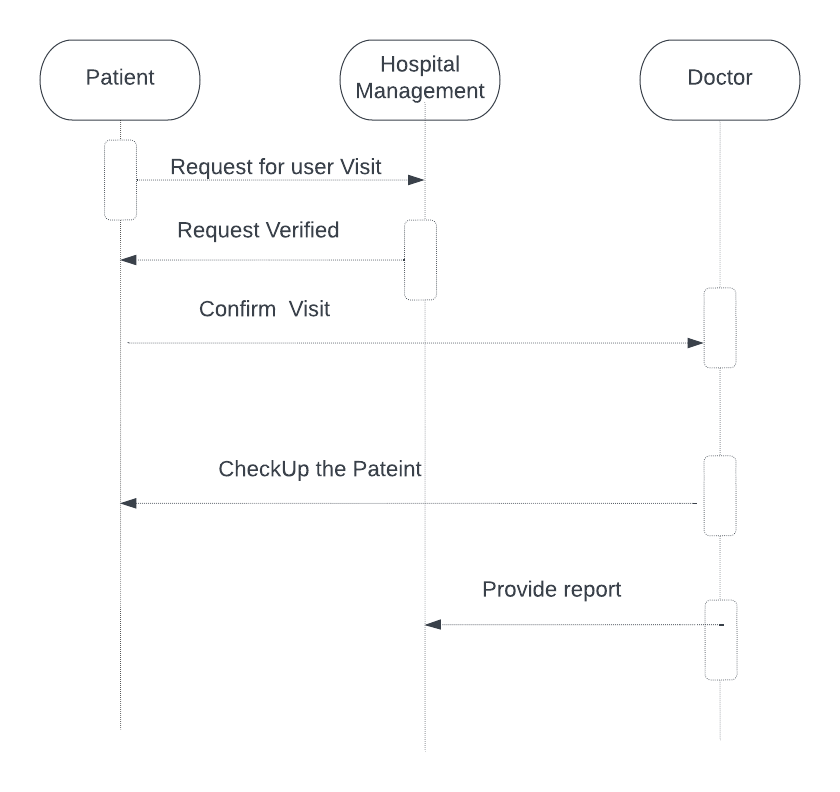 Patient
Hospital
Management
Doctor
Request for user Visit
Request Verified
Confirm  Visit
CheckUp the Pateint
Provide report